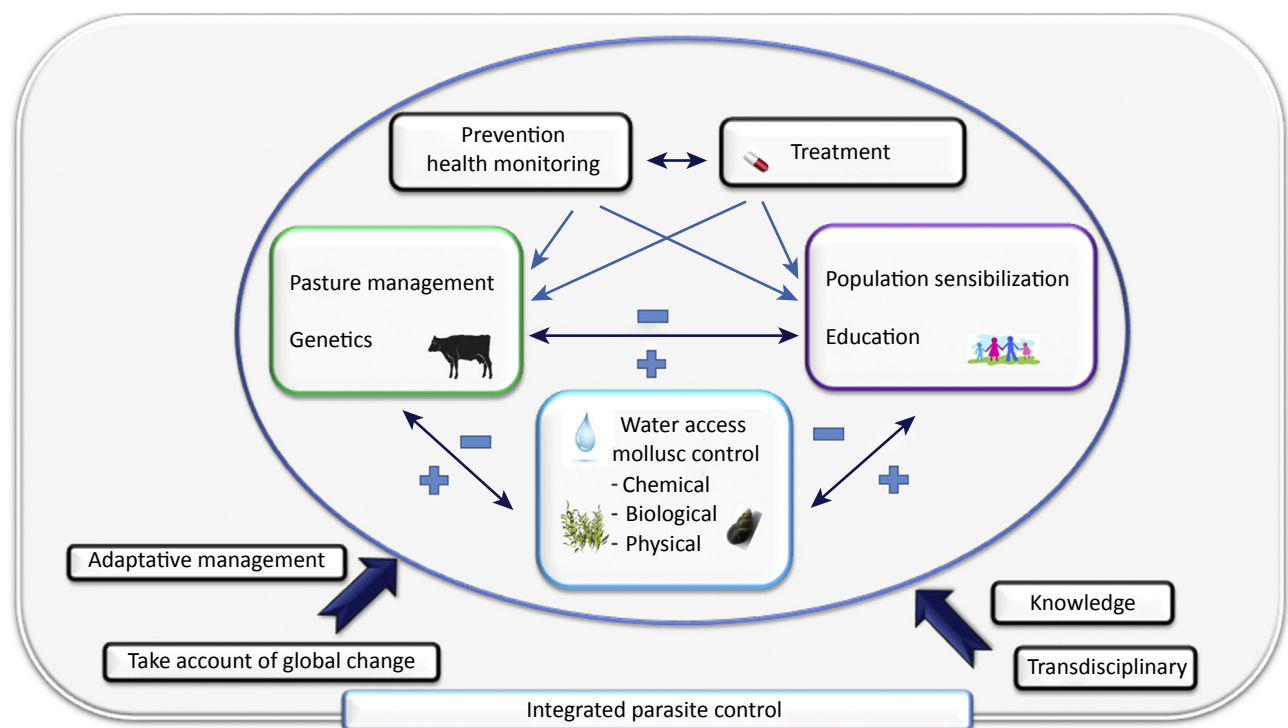 Prevention
health monitoring
Treatment
Pasture management
Genetics
Population sensibilization
Education
Water access
mollusc control
- Chemical
- Biological
- Physical
Adaptative management
Take account of global change
Knowledge
Transdisciplinary
Integrated parasite control